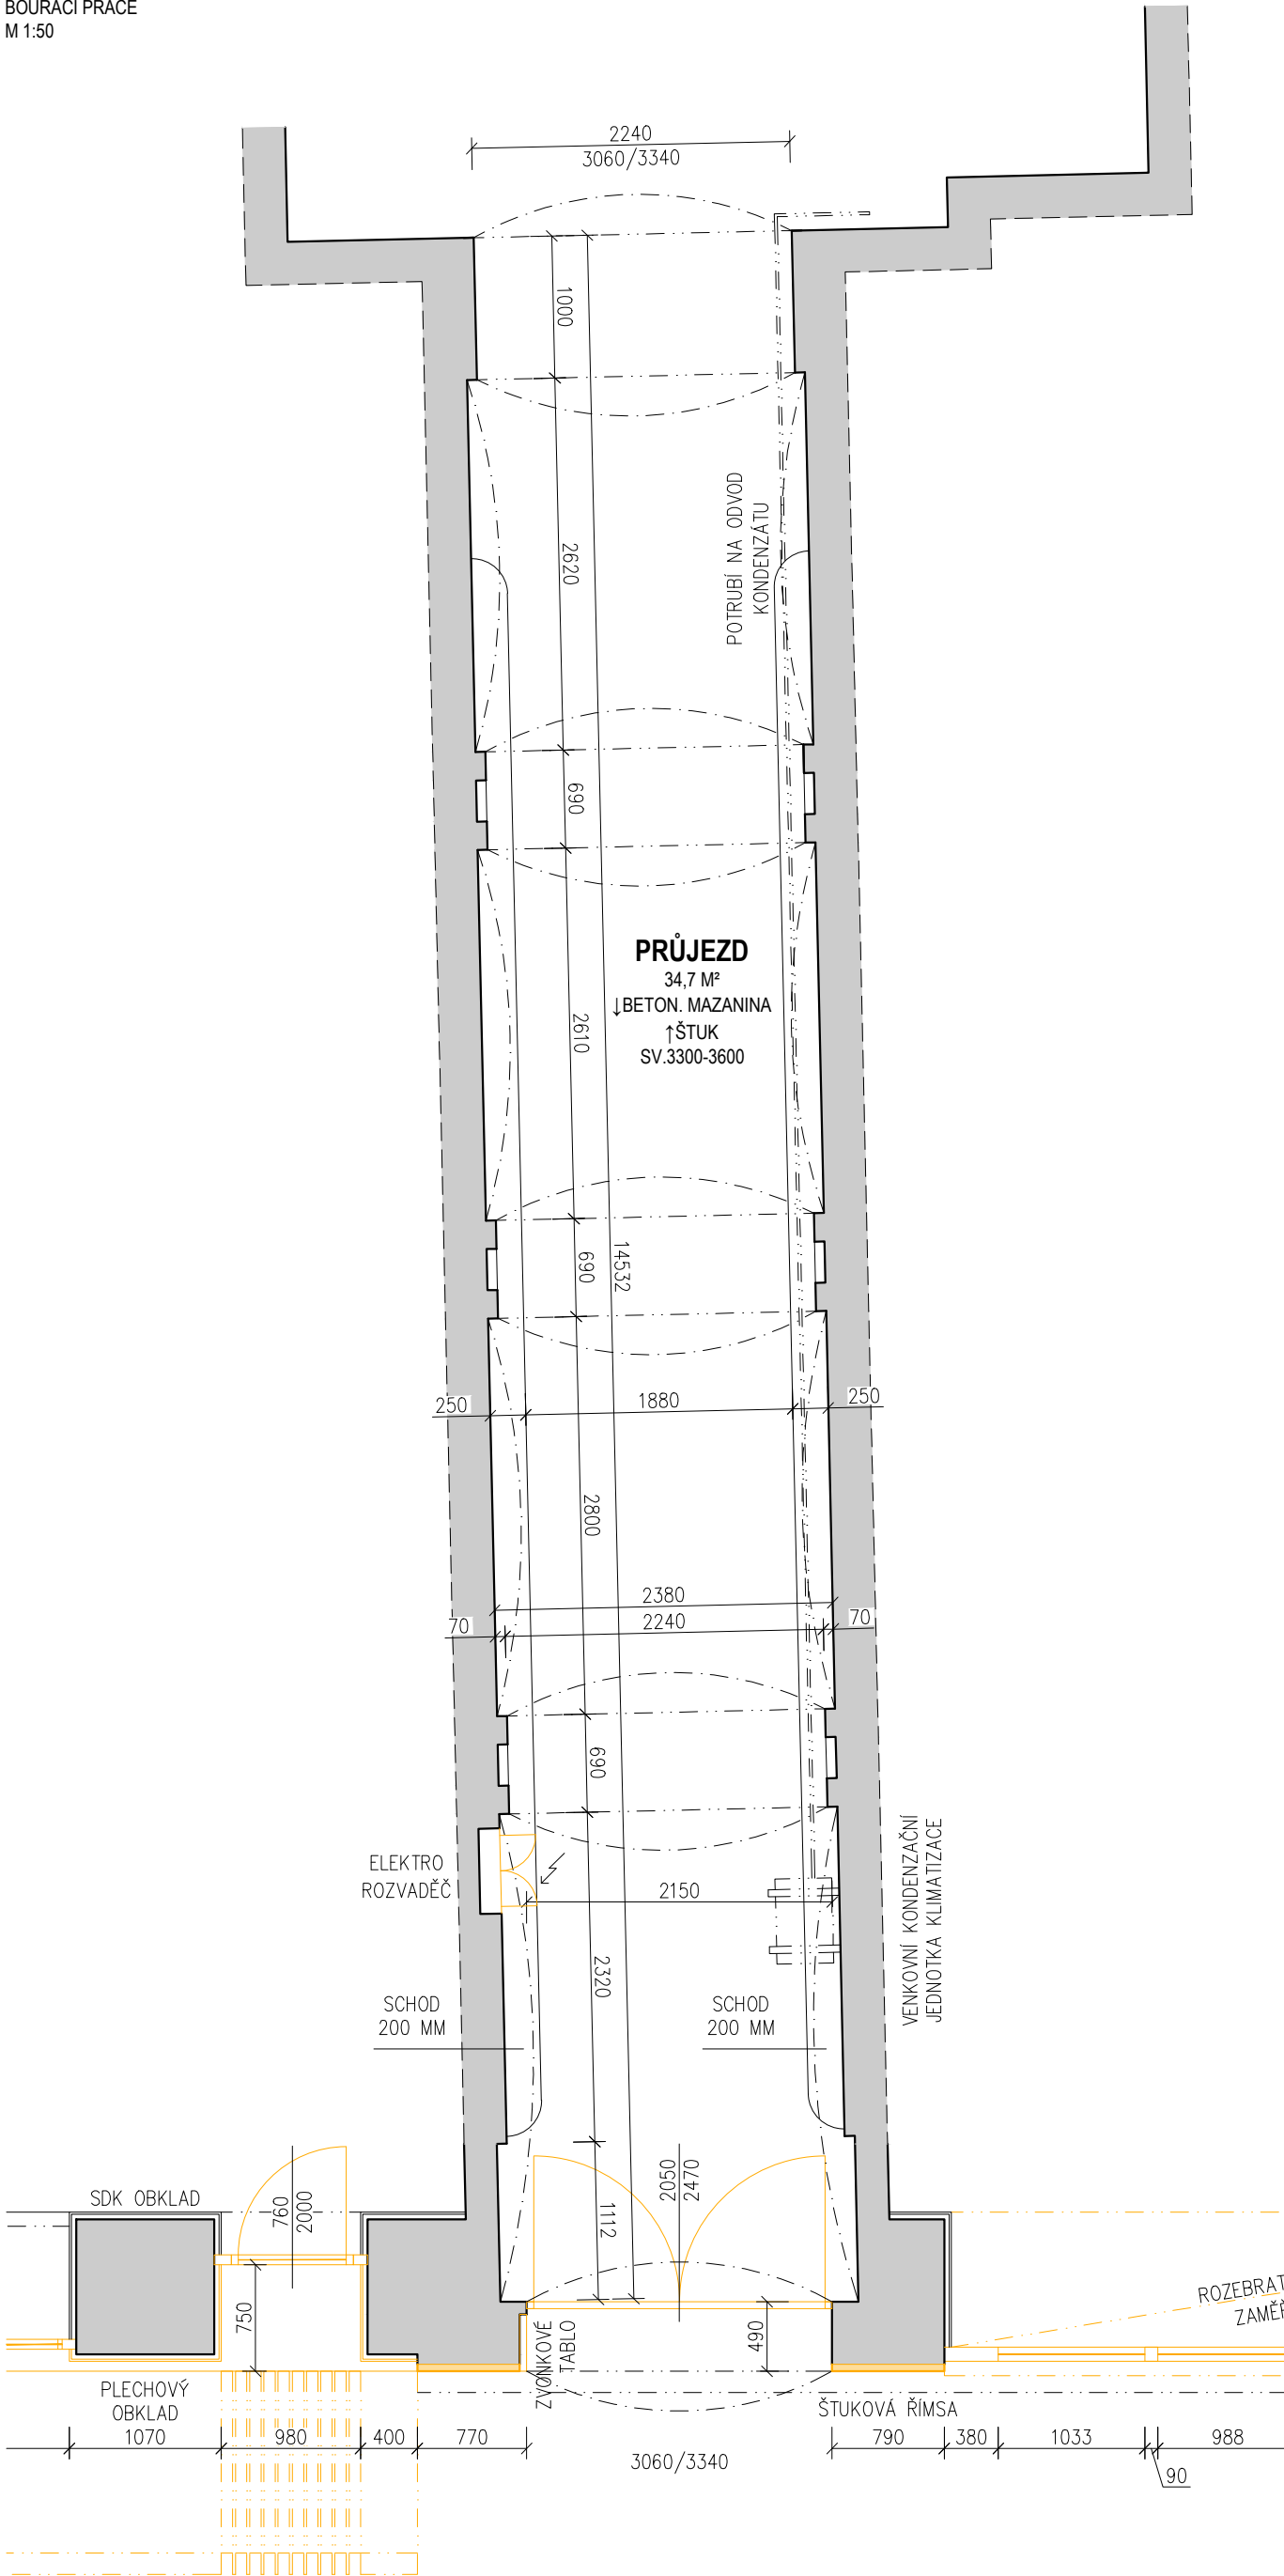 BOURACÍ PRÁCE
M 1:50
2240
3060/3340
1000
POTRUBÍ NA ODVOD
KONDENZÁTU
2620
690
PRŮJEZD
34,7 M²
↓BETON. MAZANINA
↑ŠTUK
SV.3300-3600
2610
690
14532
250
1880
250
2800
2380
70
2240
70
690
ELEKTRO
ROZVADĚČ
2150
VENKOVNÍ KONDENZAČNÍ
JEDNOTKA KLIMATIZACE
2320
SCHOD
200 MM
SCHOD
200 MM
2050
2470
SDK OBKLAD
760
2000
1112
750
ZVONKOVÉ
TABLO
490
ROZEBRAT
ZAMĚŘ
PLECHOVÝ
OBKLAD
ŠTUKOVÁ ŘÍMSA
1070
980
400
770
3060/3340
790
380
1033
90
988